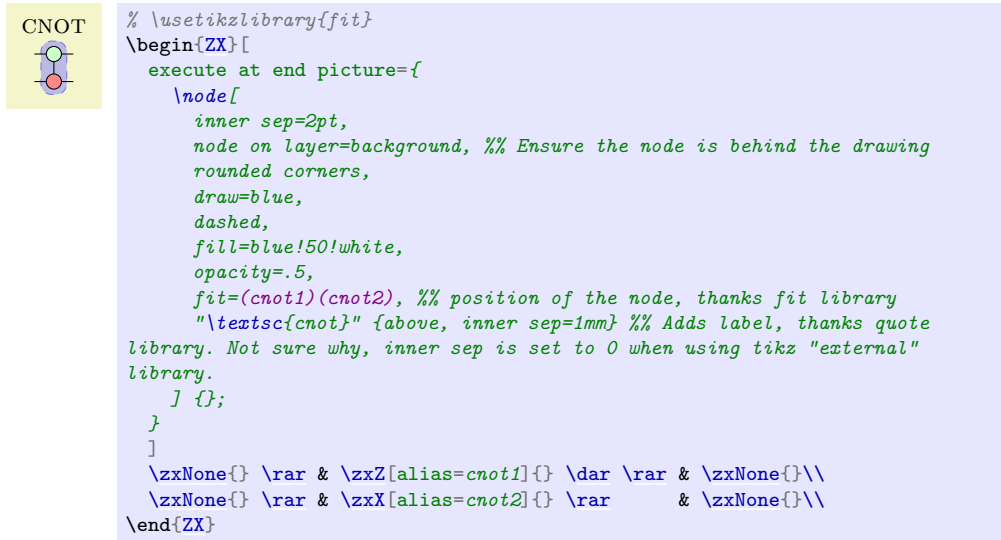 CNOT
% \usetikzlibrary{fit}
\begin{ZX}[
  execute at end picture={
    \node[
      inner sep=2pt,
      node on layer=background, %% Ensure the node is behind the drawing
      rounded corners,
      draw=blue,
      dashed,
      fill=blue!50!white,
      opacity=.5,
      fit=(cnot1)(cnot2), %% position of the node, thanks fit library
      "\textsc{cnot}" {above, inner sep=1mm} %% Adds label, thanks quote
library. Not sure why, inner sep is set to 0 when using tikz "external"
library.
    ] {};
  }
  ]
  \zxNone{} \rar & \zxZ[alias=cnot1]{} \dar \rar & \zxNone{}\\
  \zxNone{} \rar & \zxX[alias=cnot2]{} \rar      & \zxNone{}\\
\end{ZX}